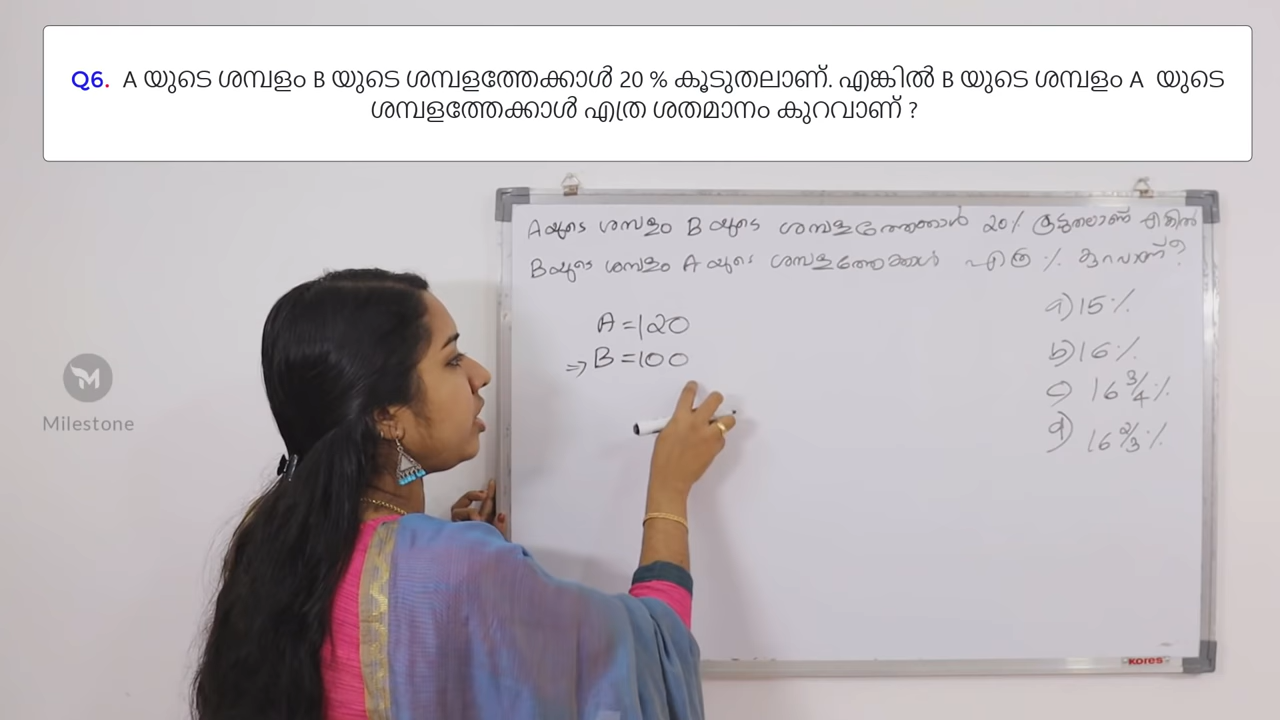 Q6. A യുടെ ശമ്പളം B യുടെ ശമ്പളത്തേക്കാൾ 20 % കൂടുതലാണ്. എങ്കിൽ B യുടെ ശമ്പളം A യുടെ
ശമ്പളത്തേക്കാൾ എത്ര ശതമാനം കുറവാണ് ?
A യുടെ ശമ്പളം B യുടെ ശമ്പളത്തേക്കാൾ 20% കൂടുതലാണ് എങ്കിൽ
B യുടെ ശമ്പളം A യുടെ ശമ്പളത്തേക്കാൾ എത്ര % കുറവാണ് ?
a) 15%
A = 120
b) 16%
⇒ B = 100
c) 16 3/4 %
d) 16 2/3 %
Milestone
KORES